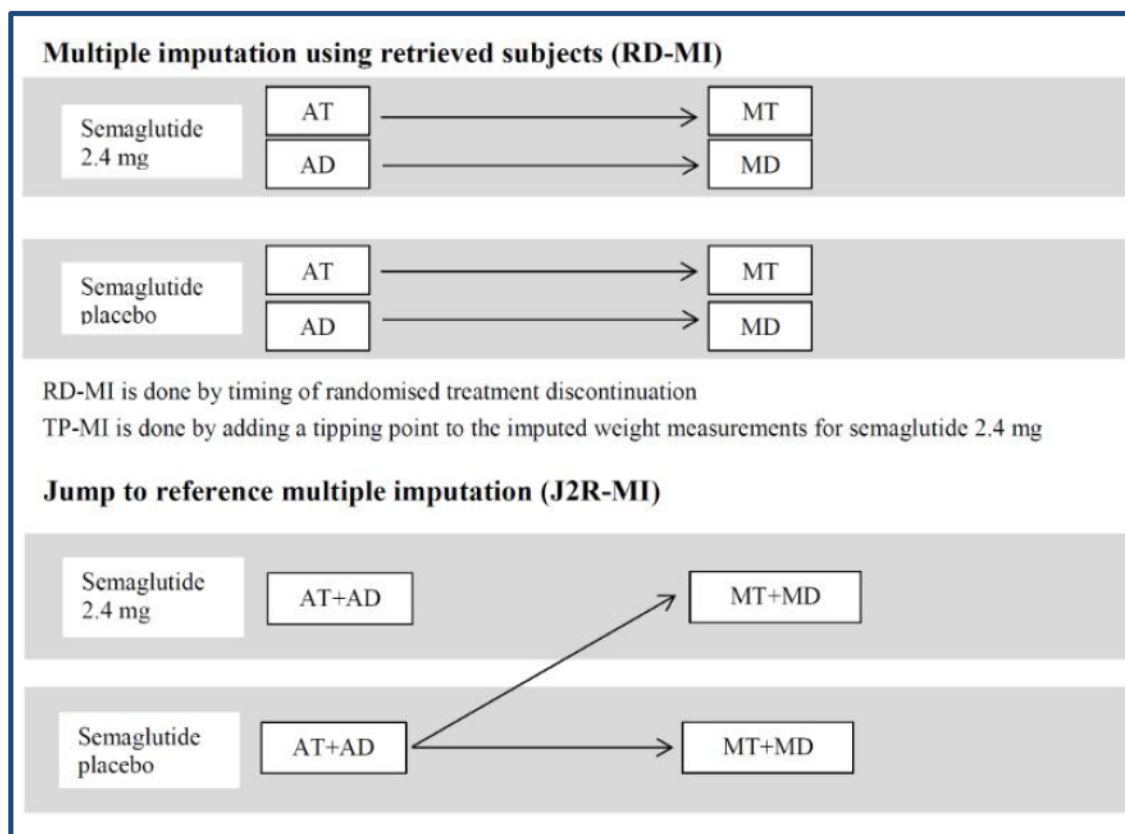 Multiple imputation using retrieved subjects (RD-MI)
Semaglutide
2.4 mg
AT
MT
AD
MD
Semaglutide
placebo
AT
MT
AD
MD
RD-MI is done by timing of randomised treatment discontinuation
TP-MI is done by adding a tipping point to the imputed weight measurements for semaglutide 2.4 mg
Jump to reference multiple imputation (J2R-MI)
Semaglutide
2.4 mg
AT+AD
MT+MD
Semaglutide
placebo
AT+AD
MT+MD